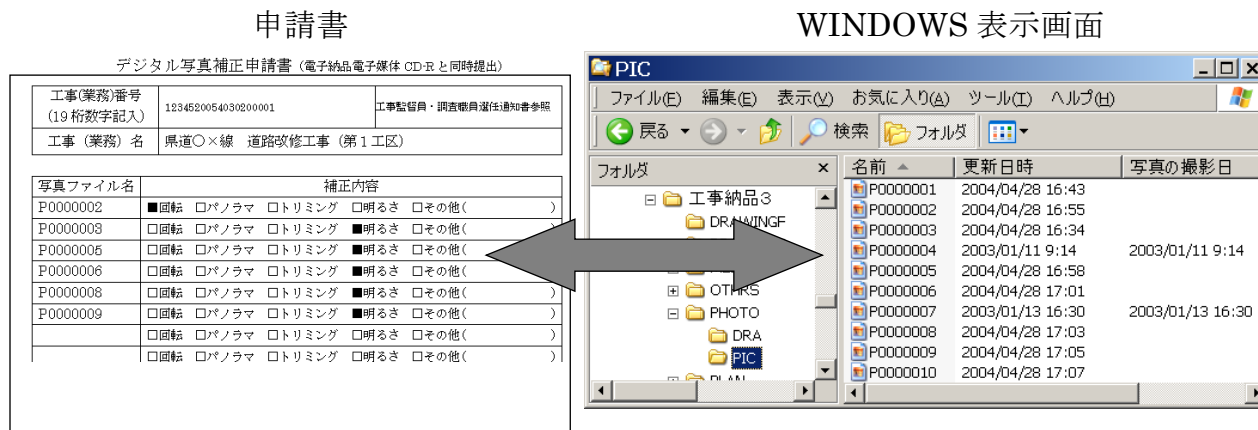 申請書
デジタル写真補正申請書（電子納品電子媒体 CD-R と同時提出）
工事(業務)番号
(19 桁数字記入)
1234520054030200001
工事監督員・調査職員選任通知書参照
工事（業務）名
県道○×線　道路改修工事（第１工区）
写真ファイル名 補正内容
P0000002 ■回転 □パノラマ □トリミング □明るさ □その他( )
P0000003 □回転 □パノラマ □トリミング ■明るさ □その他( )
P0000005 □回転 □パノラマ □トリミング ■明るさ □その他(
P0000006 □回転 □パノラマ □トリミング ■明るさ □その他(
P0000008 □回転 □パノラマ □トリミング ■明るさ □その他( )
P0000009 □回転 □パノラマ □トリミング ■明るさ □その他( )
□回転 □パノラマ □トリミング □明るさ □その他( )
□回転 □パノラマ □トリミング □明るさ □その他( )
WINDOWS 表示画面
PIC
ファイル(F) 編集(E) 表示(V) お気に入り(A) ツール(T) ヘルプ(H)
戻る 検索 フォルダ
フォルダ ×
工事納品3
DRAWINGF
OTHRS
PHOTO
DRA
PIC
PLAN
名前 更新日時 写真の撮影日
P0000001 2004/04/28 16:43
P0000002 2004/04/28 16:55
P0000003 2004/04/28 16:34
P0000004 2003/01/11 9:14 2003/01/11 9:14
P0000005 2004/04/28 16:58
P0000006 2004/04/28 17:01
P0000007 2003/01/13 16:30 2003/01/13 16:30
P0000008 2004/04/28 17:03
P0000009 2004/04/28 17:05
P0000010 2004/04/28 17:07